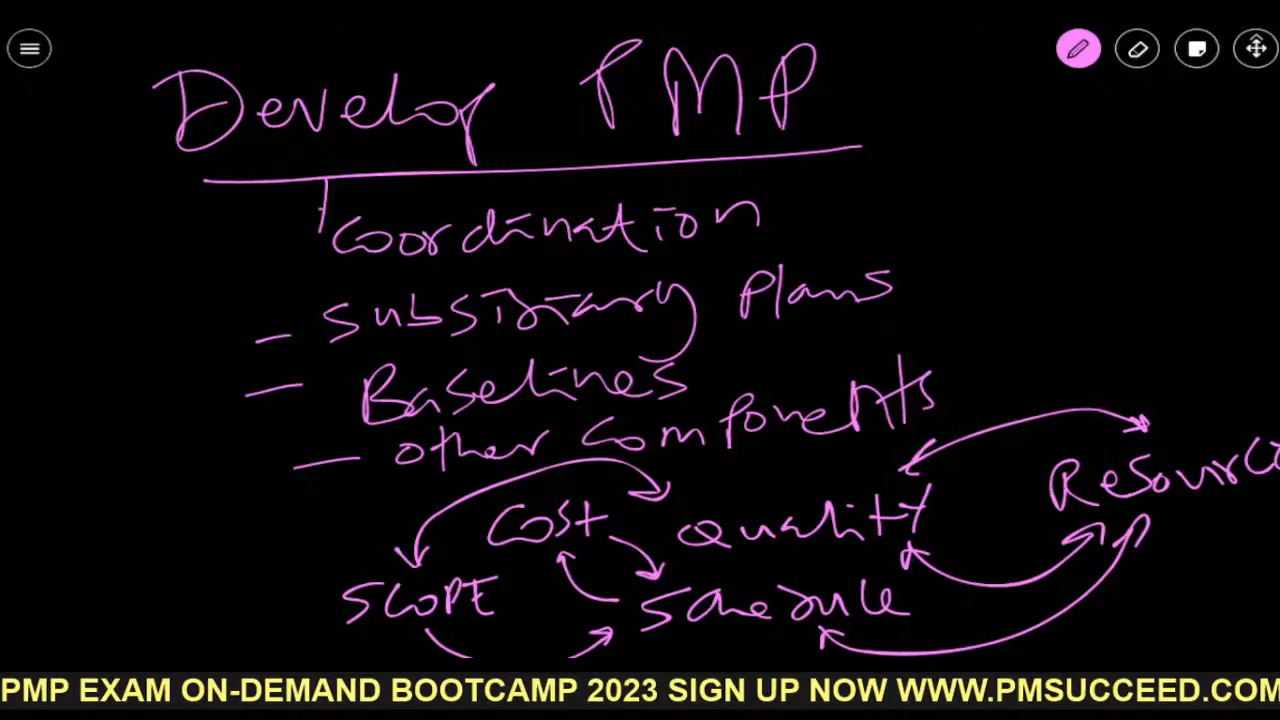 Develop PMP
Coordination
- Subsidiary Plans
- Baselines
- Other Components
Cost Quality Resource
SCOPE Schedule
PMP EXAM ON-DEMAND BOOTCAMP 2023 SIGN UP NOW WWW.PMSUCCEED.COM